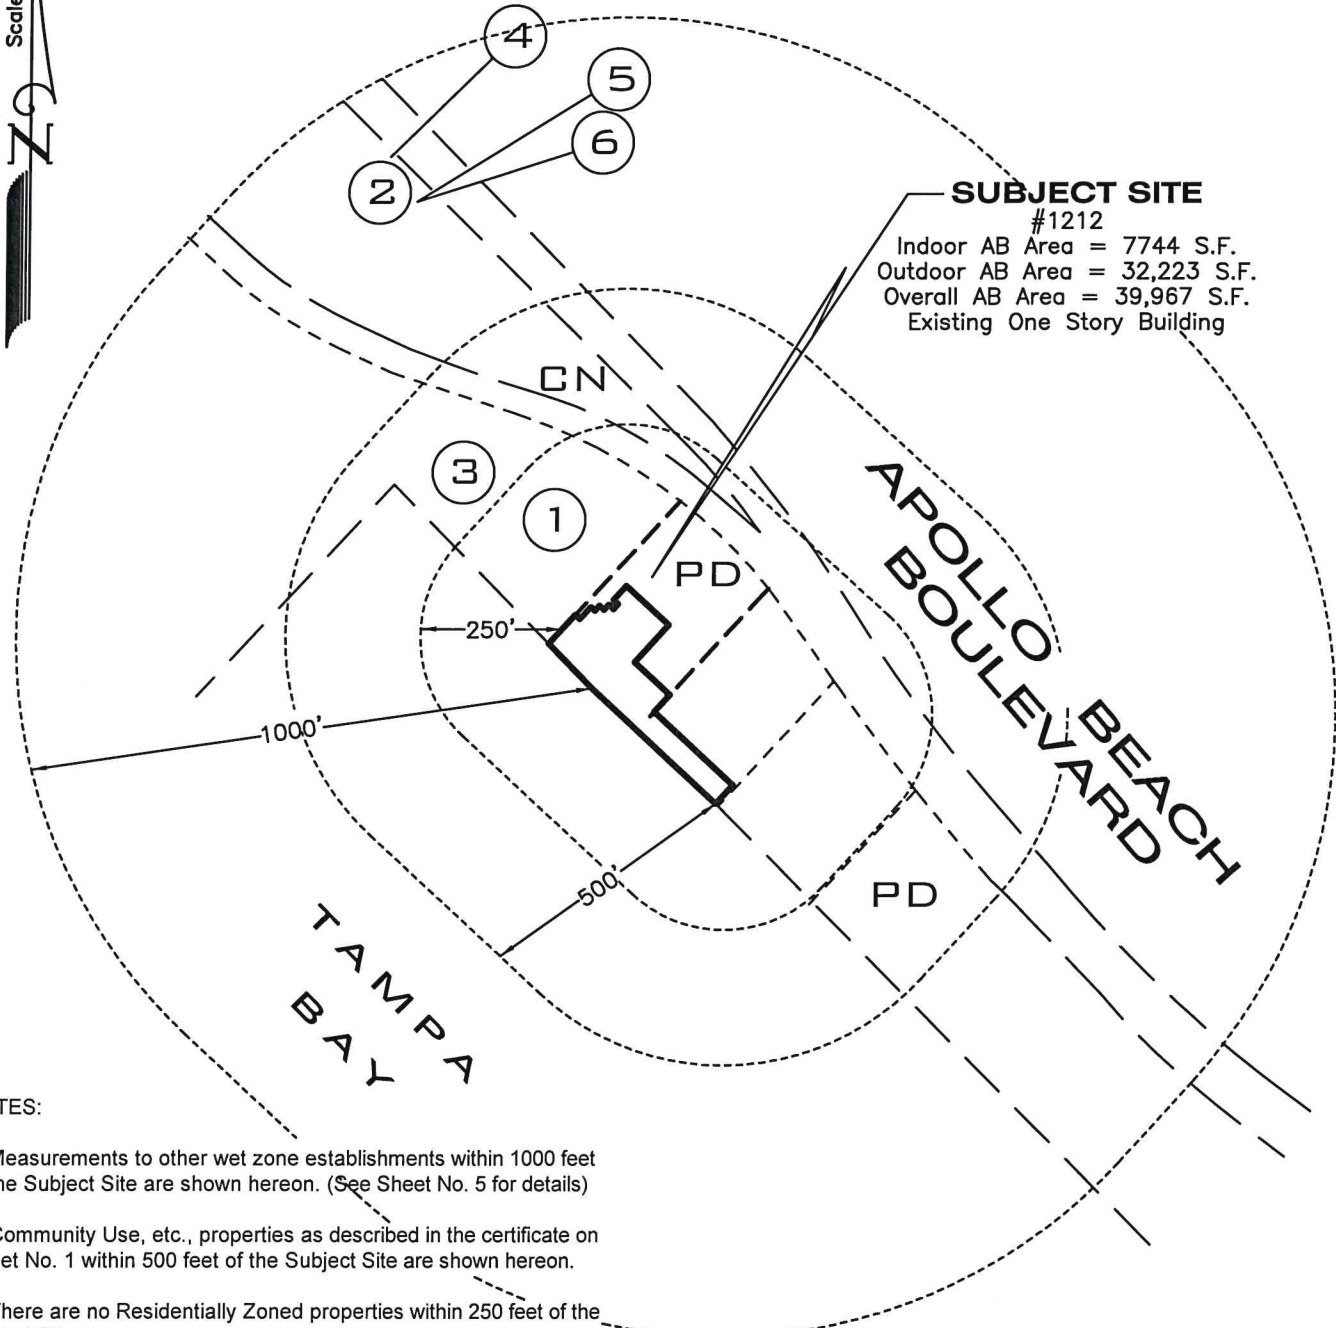 Scale
N
4
5
6
2
SUBJECT SITE
#1212
Indoor AB Area = 7744 S.F.
Outdoor AB Area = 32,223 S.F.
Overall AB Area = 39,967 S.F.
Existing One Story Building
CN
3
1
PD
APOLLO BEACH
BOULEVARD
250'
1000'
500'
PD
TAMPA
BAY
TES:
Measurements to other wet zone establishments within 1000 feet
he Subject Site are shown hereon. (See Sheet No. 5 for details)
Community Use, etc., properties as described in the certificate on
et No. 1 within 500 feet of the Subject Site are shown hereon.
There are no Residentially Zoned properties within 250 feet of the